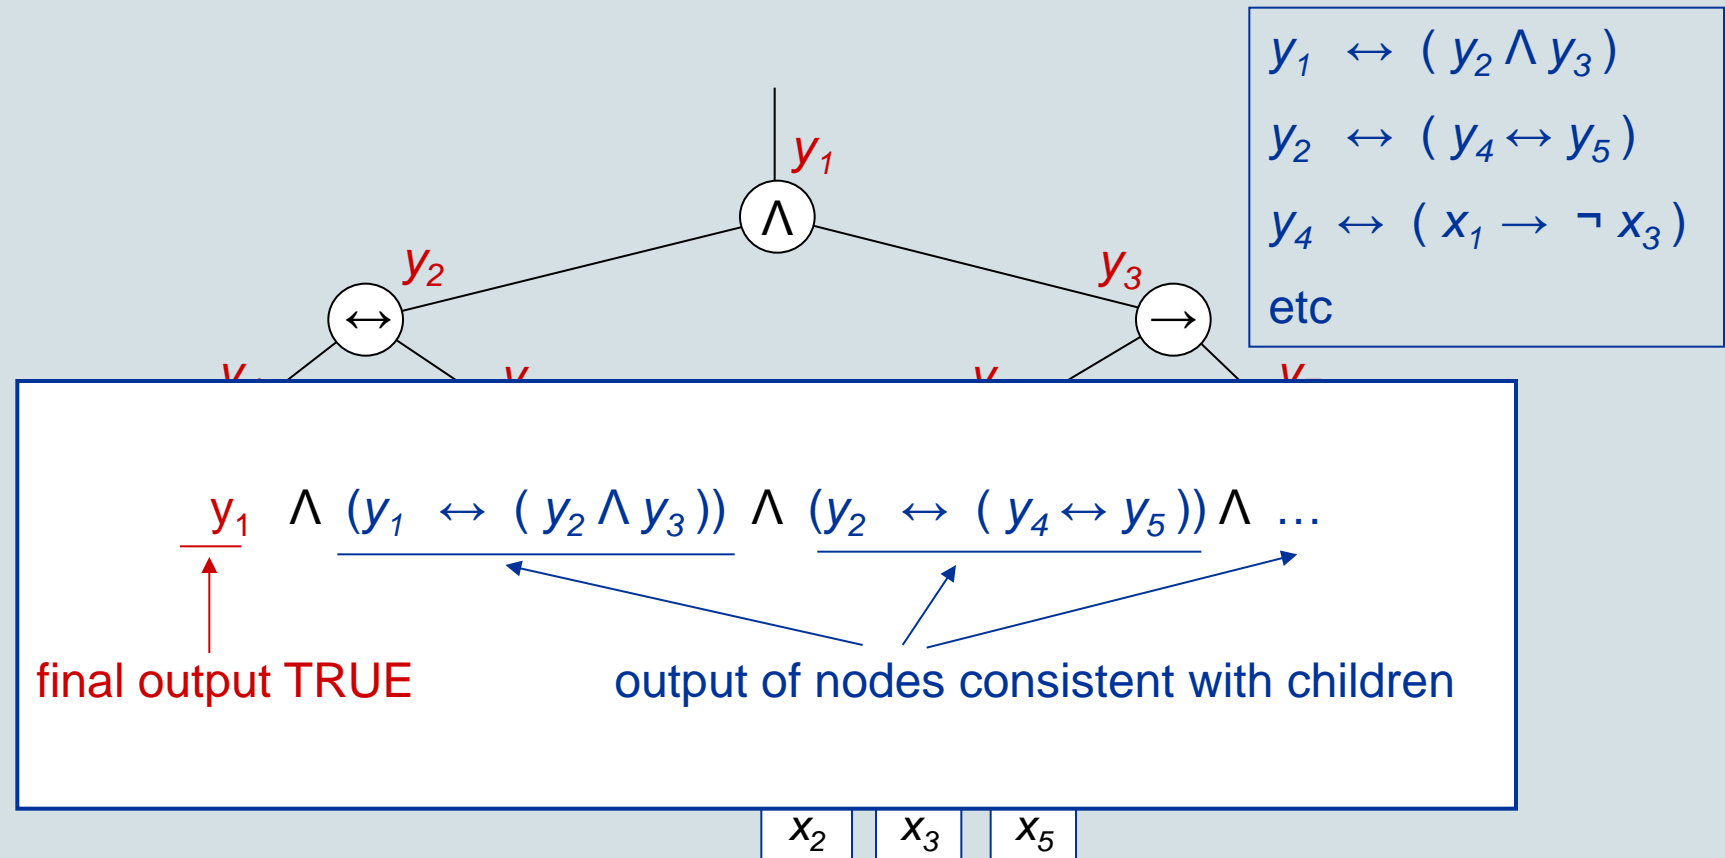 y₁ ↔ ( y₂ Λ y₃ )
y₂ ↔ ( y₄ ↔ y₅ )
y₄ ↔ ( x₁ → ¬ x₃ )
etc
y₁
Λ
y₂
y₃
↔
→
y₁ Λ (y₁ ↔ ( y₂ Λ y₃ )) Λ (y₂ ↔ ( y₄ ↔ y₅ )) Λ …
final output TRUE
output of nodes consistent with children
x₂ x₃ x₅